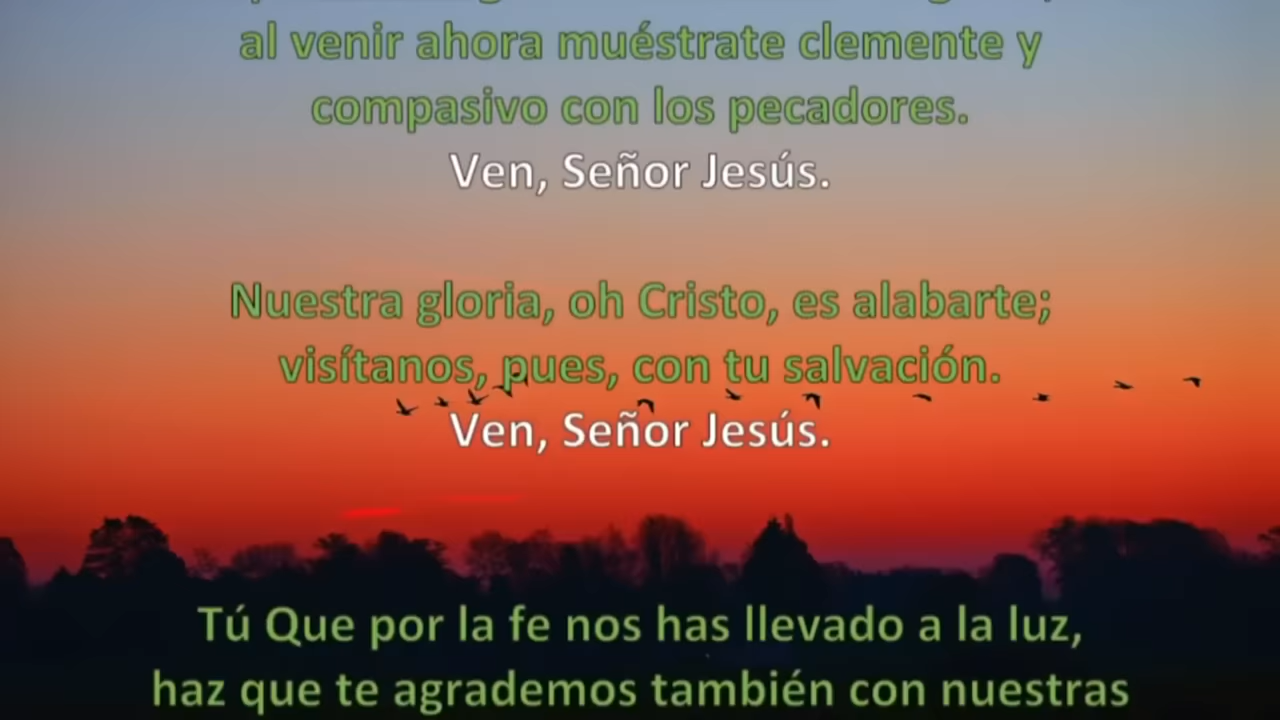 al venir ahora muéstrate clemente y
compasivo con los pecadores.
Ven, Señor Jesús.
Nuestra gloria, oh Cristo, es alabarte;
visítanos, pues, con tu salvación.
Ven, Señor Jesús.
Tú Que por la fe nos has llevado a la luz,
haz que te agrademos también con nuestras